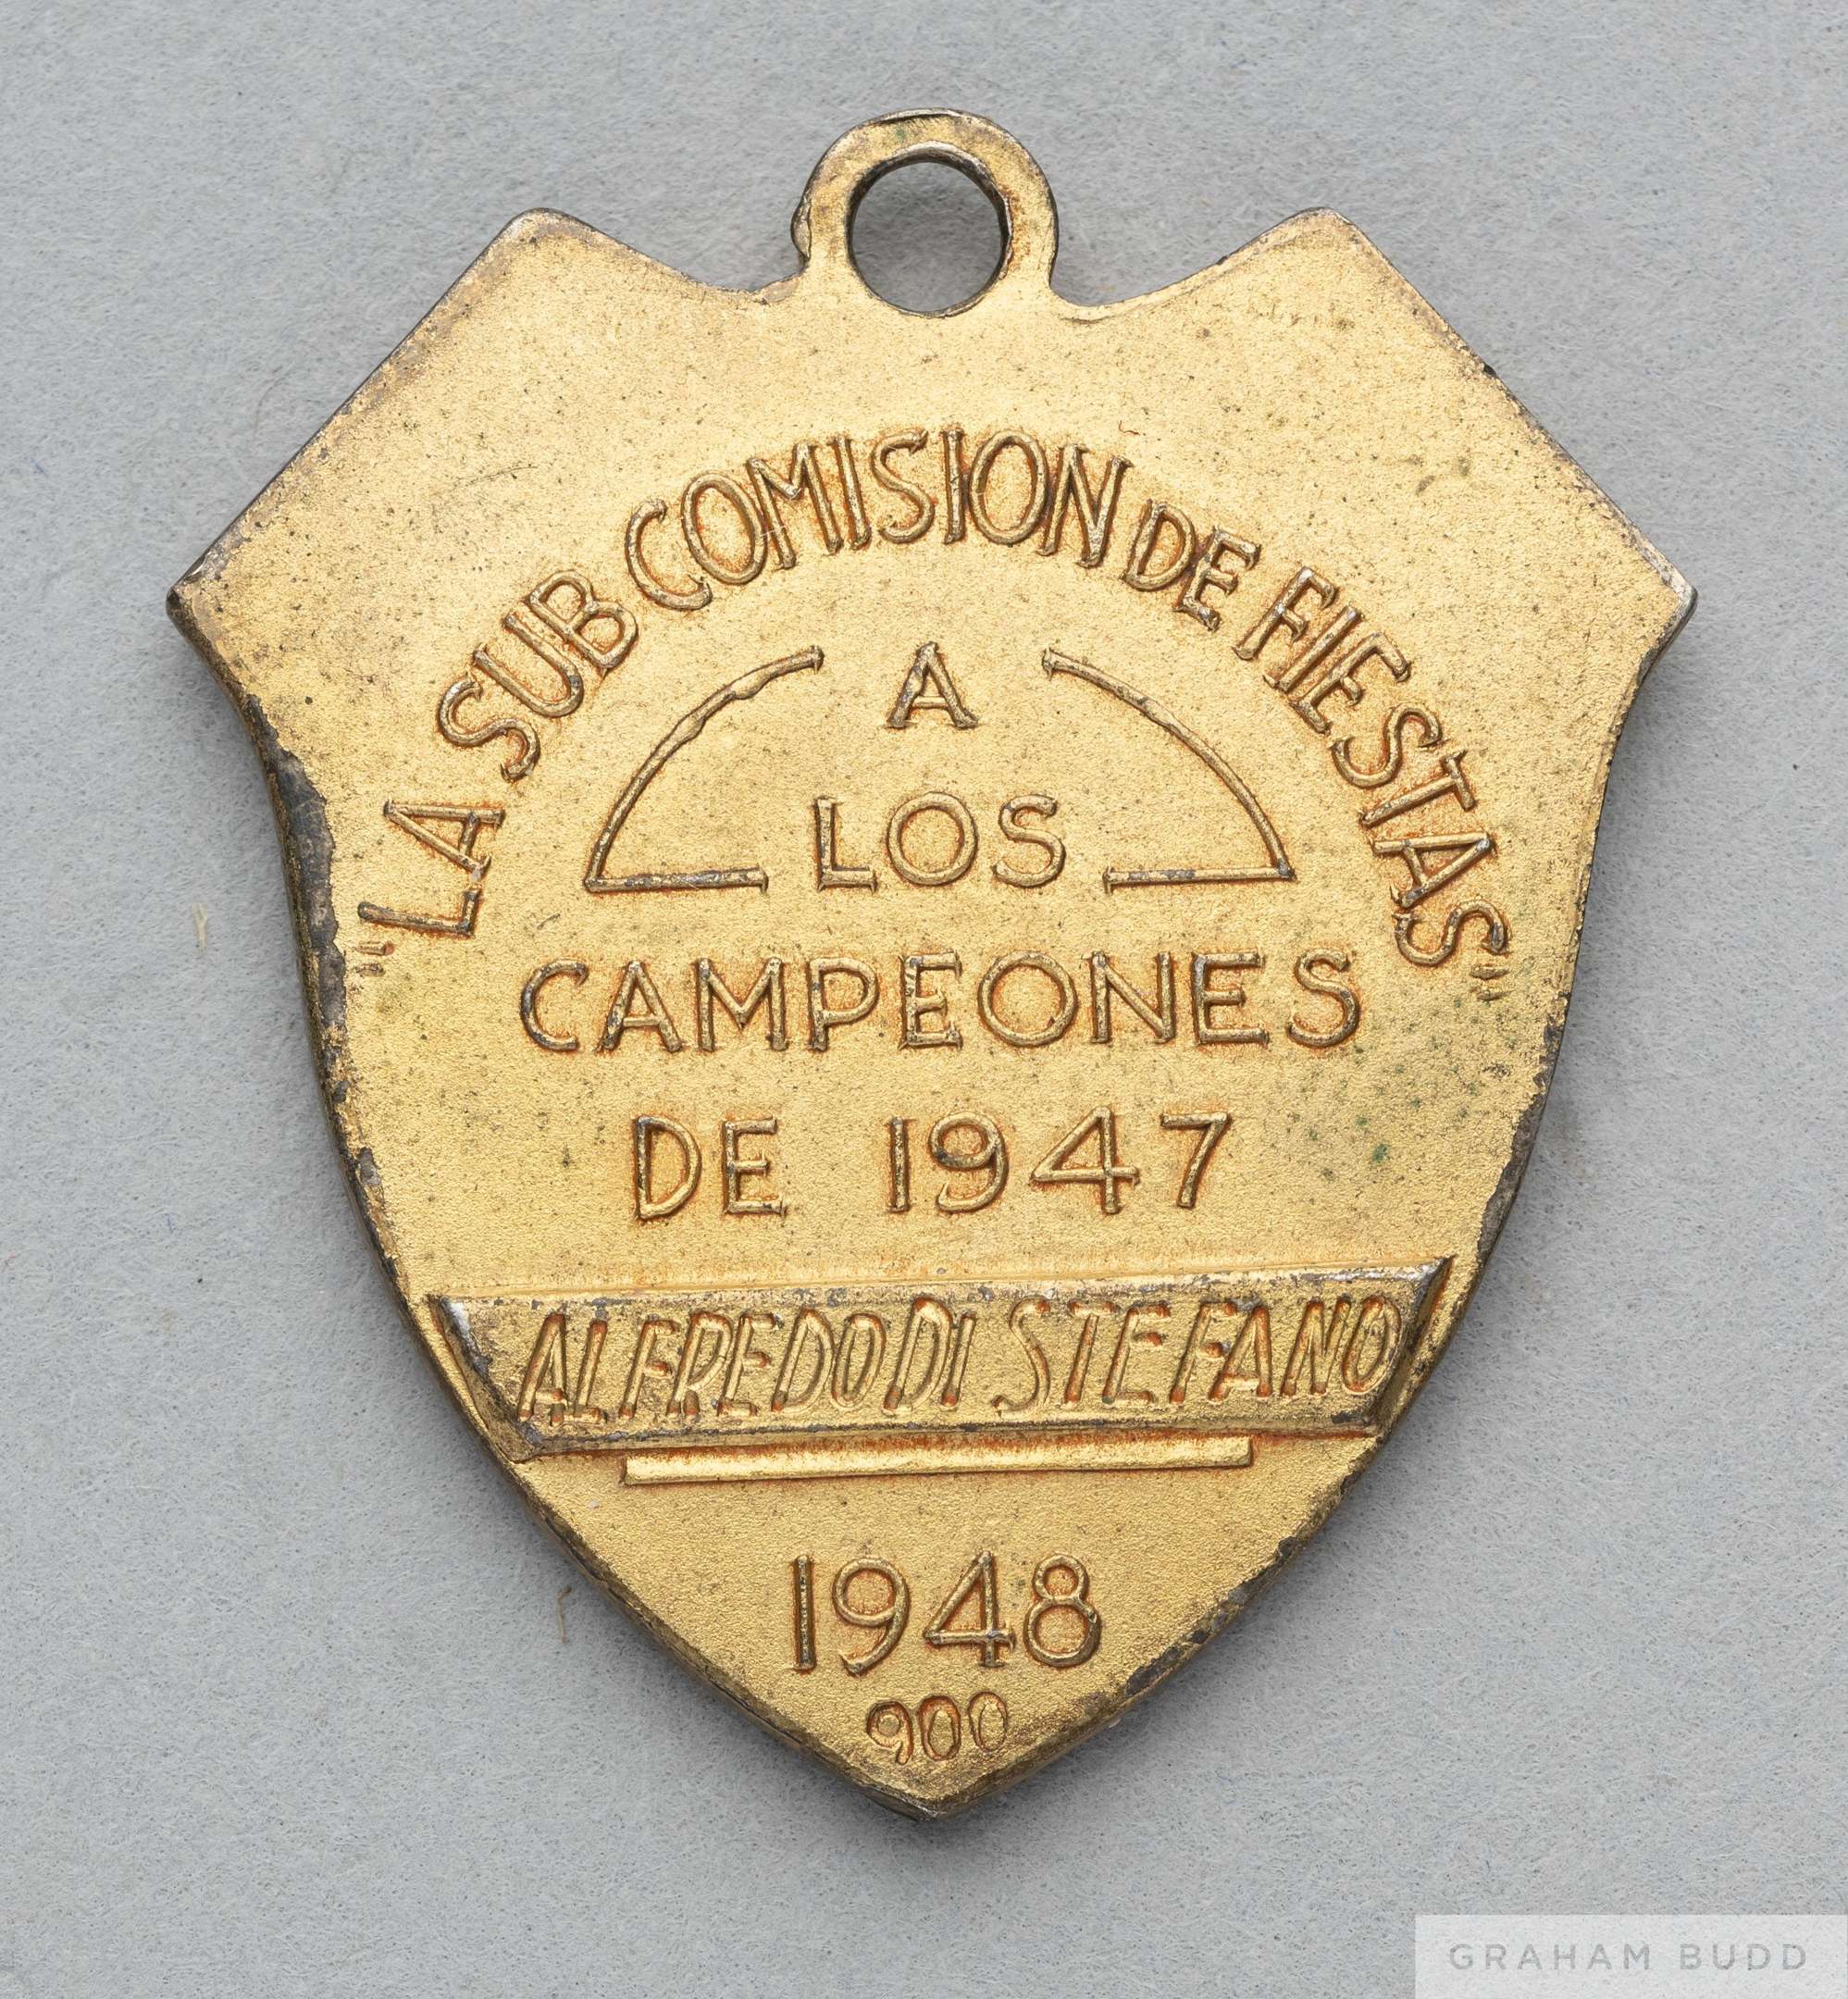 "LA SUB COMISION DE FIESTAS"
A
LOS
CAMPEONES
DE 1947
ALFREDO DI STEFANO
1948
900
GRAHAM BUDD